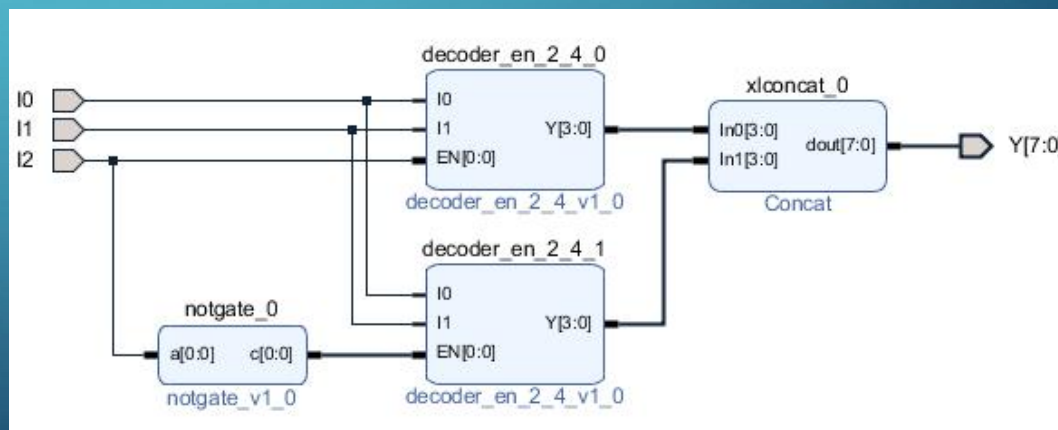 decoder_en_2_4_0
I0
I1
I2
I0
I1
EN[0:0]
Y[3:0]
decoder_en_2_4_v1_0
xlconcat_0
In0[3:0]
In1[3:0]
dout[7:0]
Concat
Y[7:0
decoder_en_2_4_1
I0
I1
EN[0:0]
Y[3:0]
decoder_en_2_4_v1_0
notgate_0
a[0:0]
c[0:0]
notgate_v1_0